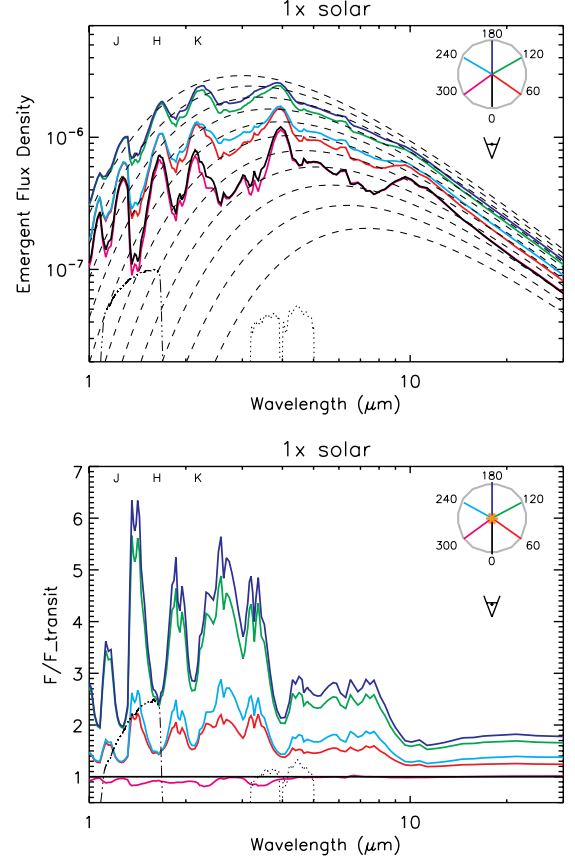 1x solar
J H K
180
240 120
300 60
0
10⁻⁶
10⁻⁷
Emergent Flux Density
1 10
Wavelength (μm)
1x solar
J H K
180
240 120
300 60
0
7
6
5
4
3
2
1
F/F_transit
1 10
Wavelength (μm)